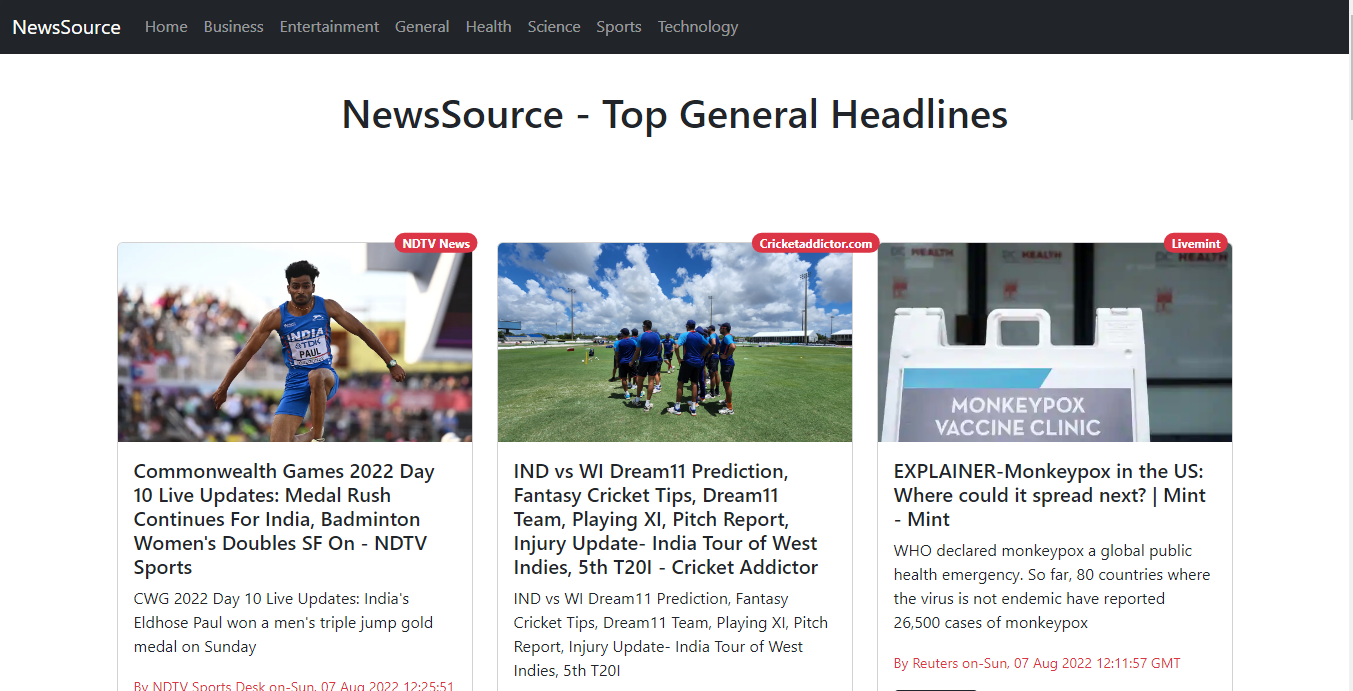 NewsSource Home Business Entertainment General Health Science Sports Technology
NewsSource - Top General Headlines
NDTV News
INDIA
TDK
PAUL
Commonwealth Games 2022 Day
10 Live Updates: Medal Rush
Continues For India, Badminton
Women's Doubles SF On - NDTV
Sports
CWG 2022 Day 10 Live Updates: India's
Eldhose Paul won a men's triple jump gold
medal on Sunday
By NDTV Sports Desk on-Sun, 07 Aug 2022 12:25:51
Cricketaddictor.com
IND vs WI Dream11 Prediction,
Fantasy Cricket Tips, Dream11
Team, Playing XI, Pitch Report,
Injury Update- India Tour of West
Indies, 5th T20I - Cricket Addictor
IND vs WI Dream11 Prediction, Fantasy
Cricket Tips, Dream11 Team, Playing XI, Pitch
Report, Injury Update- India Tour of West
Indies, 5th T20I
Livemint
DC HEALTH
DC HEALTH
DC HEALTH
MONKEYPOX
VACCINE CLINIC
EXPLAINER-Monkeypox in the US:
Where could it spread next? | Mint
- Mint
WHO declared monkeypox a global public
health emergency. So far, 80 countries where
the virus is not endemic have reported
26,500 cases of monkeypox
By Reuters on-Sun, 07 Aug 2022 12:11:57 GMT